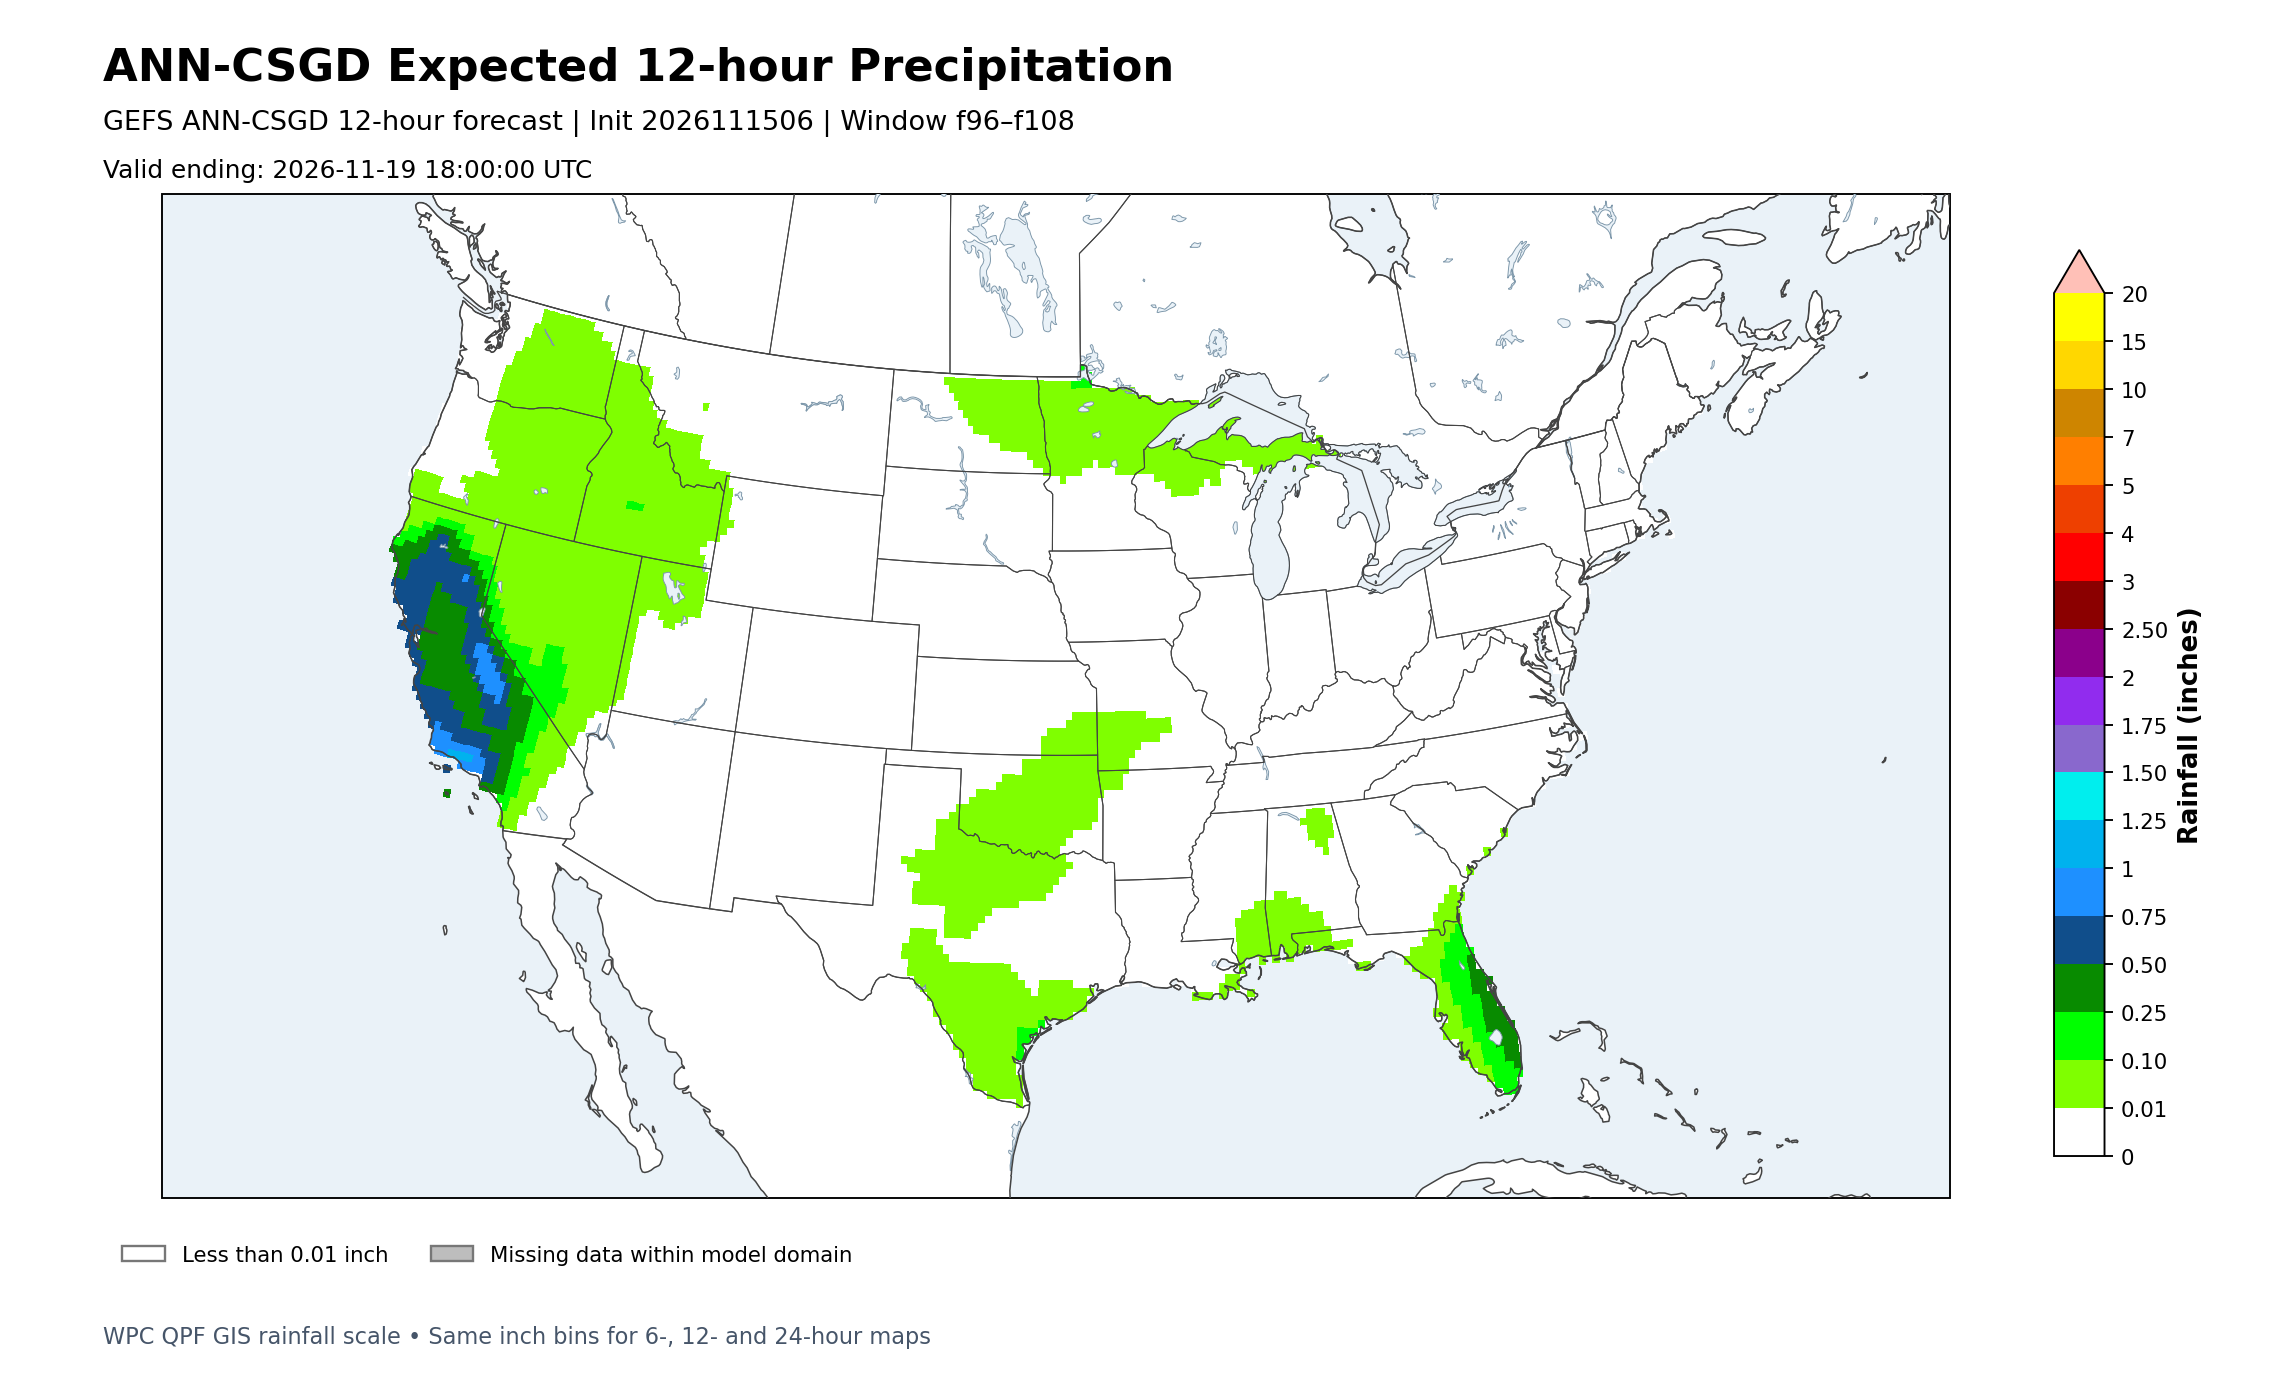 ANN-CSGD Expected 12-hour Precipitation
GEFS ANN-CSGD 12-hour forecast | Init 2026111506 | Window f96–f108
Valid ending: 2026-11-19 18:00:00 UTC
20
15
10
7
5
4
3
2.50
2
1.75
1.50
1.25
1
0.75
0.50
0.25
0.10
0.01
0
Rainfall (inches)
Less than 0.01 inch
Missing data within model domain
WPC QPF GIS rainfall scale • Same inch bins for 6-, 12- and 24-hour maps